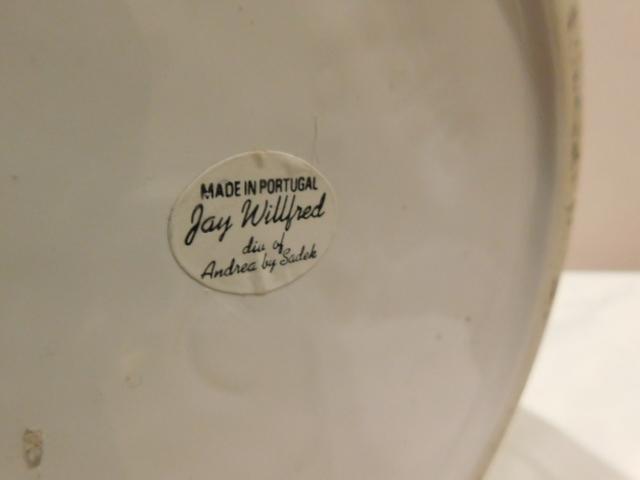 MADE IN PORTUGAL
Jay Willfred
div of
Andrea by Sadek